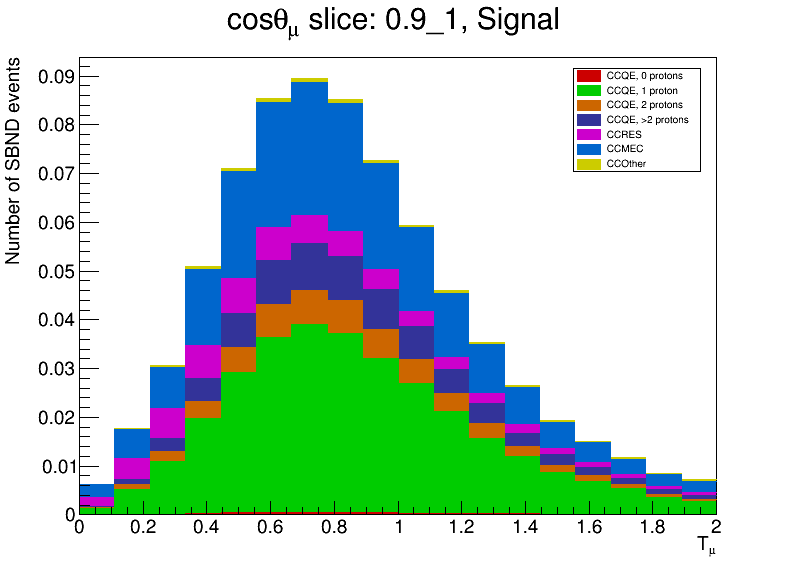 cosθμ slice: 0.9_1, Signal
Number of SBND events
0.09
0.08
0.07
0.06
0.05
0.04
0.03
0.02
0.01
0
CCQE, 0 protons
CCQE, 1 proton
CCQE, 2 protons
CCQE, >2 protons
CCRES
CCMEC
CCOther
0 0.2 0.4 0.6 0.8 1 1.2 1.4 1.6 1.8 2
Tμ